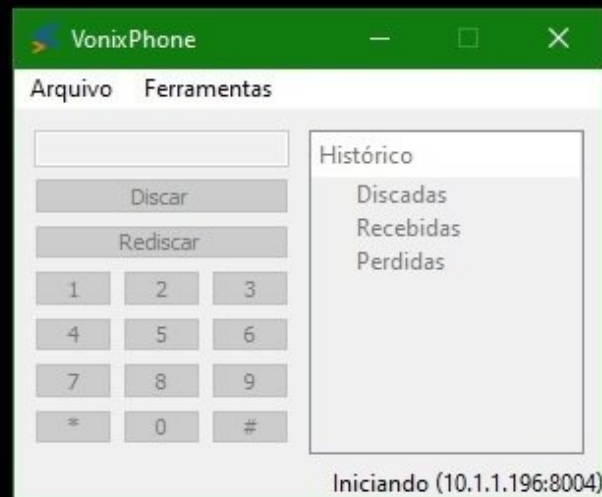 VonixPhone
Arquivo Ferramentas
Discar
Rediscar
1 2 3
4 5 6
7 8 9
* 0 #
Histórico
Discadas
Recebidas
Perdidas
Iniciando (10.1.1.196:8004)